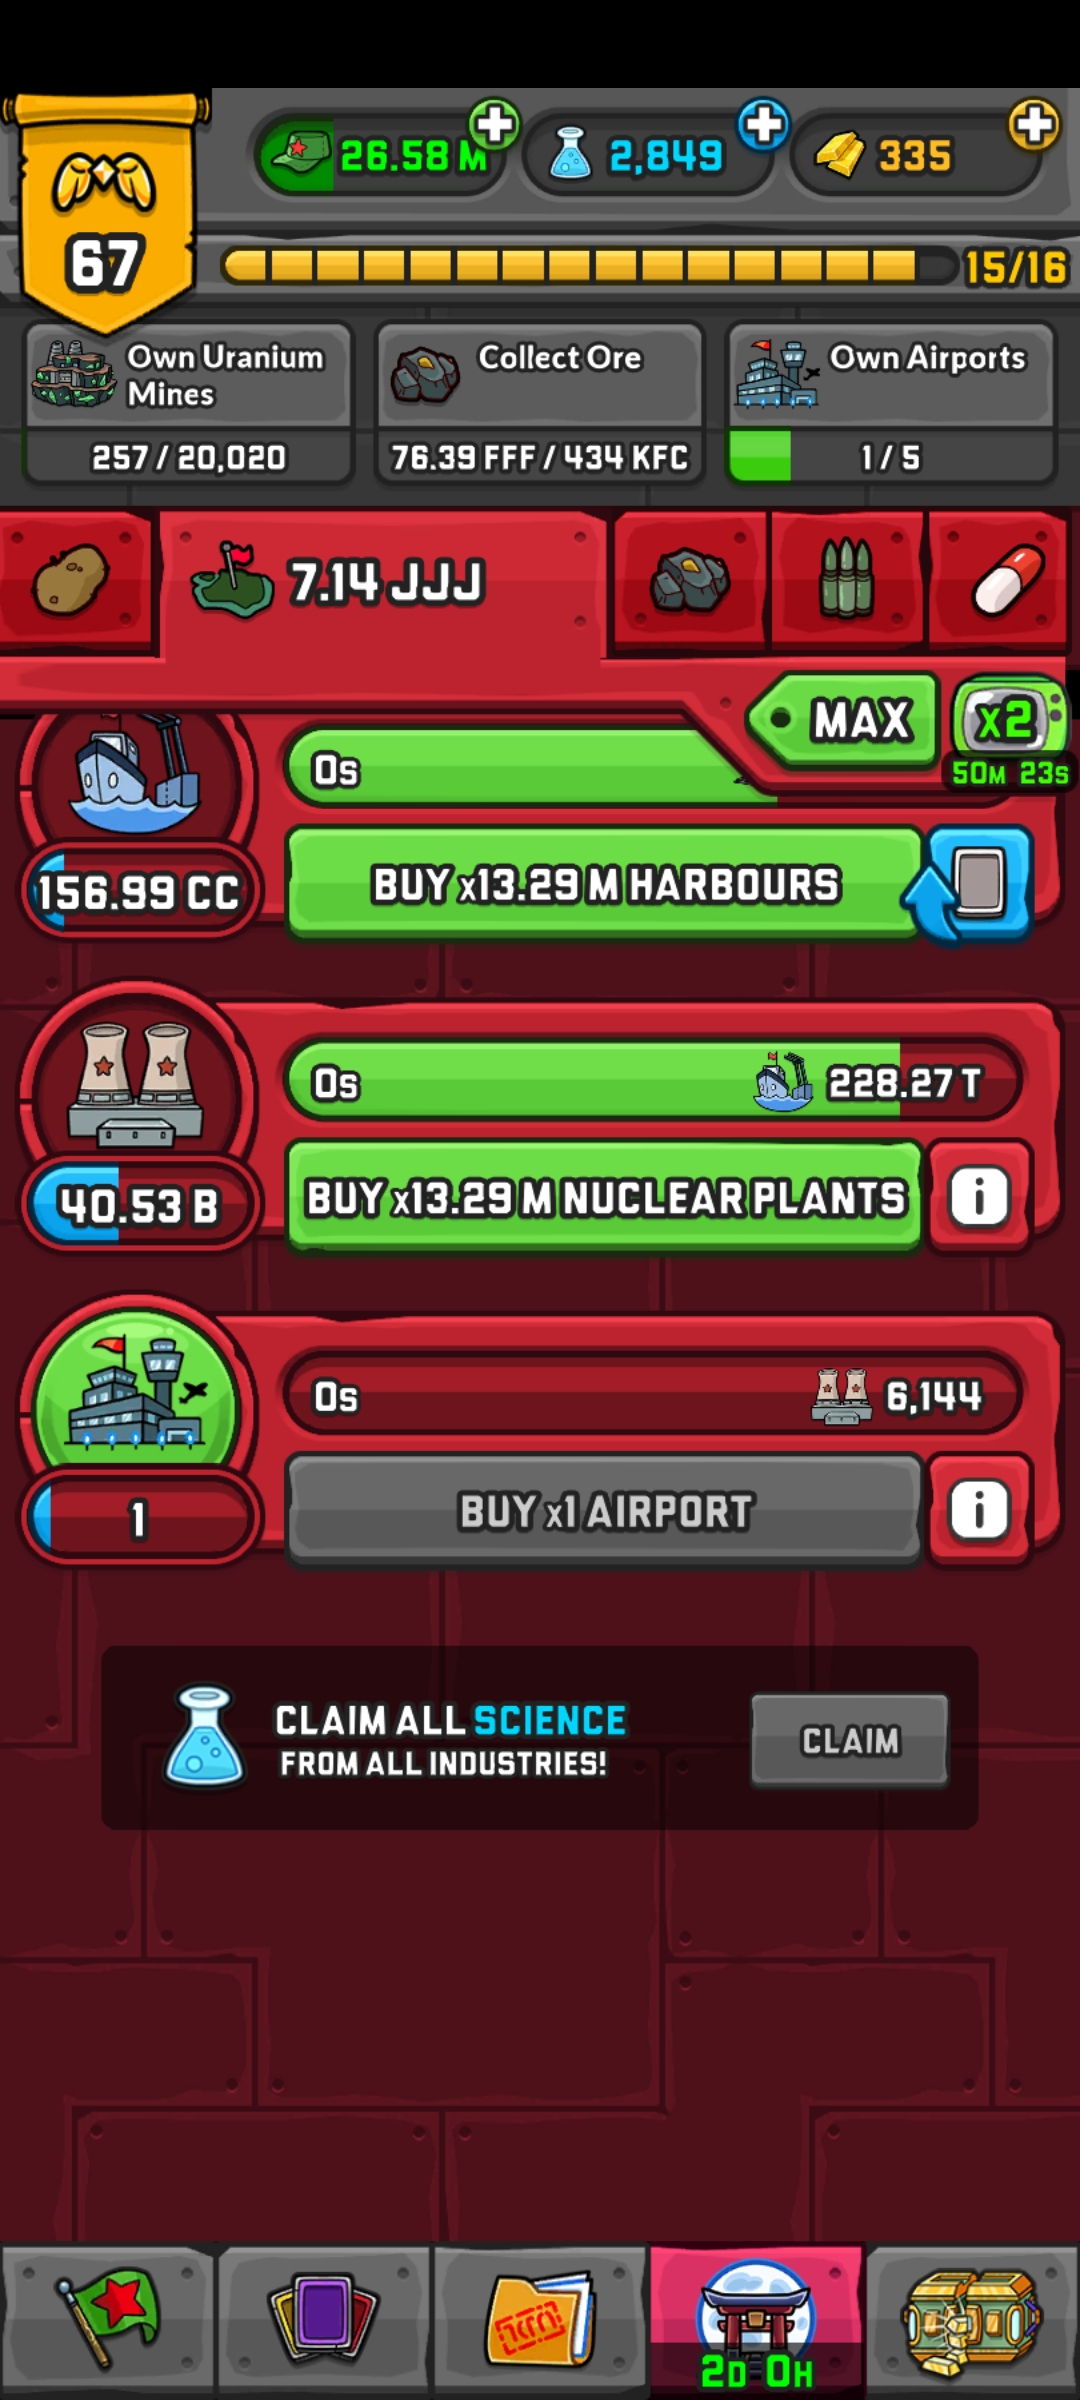 26.58 M
2,849
335
67
15/16
Own Uranium
Mines
257 / 20,020
Collect Ore
76.39 FFF / 434 KFC
Own Airports
1 / 5
7.14 JJJ
MAX
x2
50M 23S
0s
156.99 CC
BUY x13.29 M HARBOURS
0s
228.27 T
40.53 B
BUY x13.29 M NUCLEAR PLANTS
i
0s
6,144
1
BUY x1 AIRPORT
i
CLAIM ALL SCIENCE
FROM ALL INDUSTRIES!
CLAIM
2D 0H